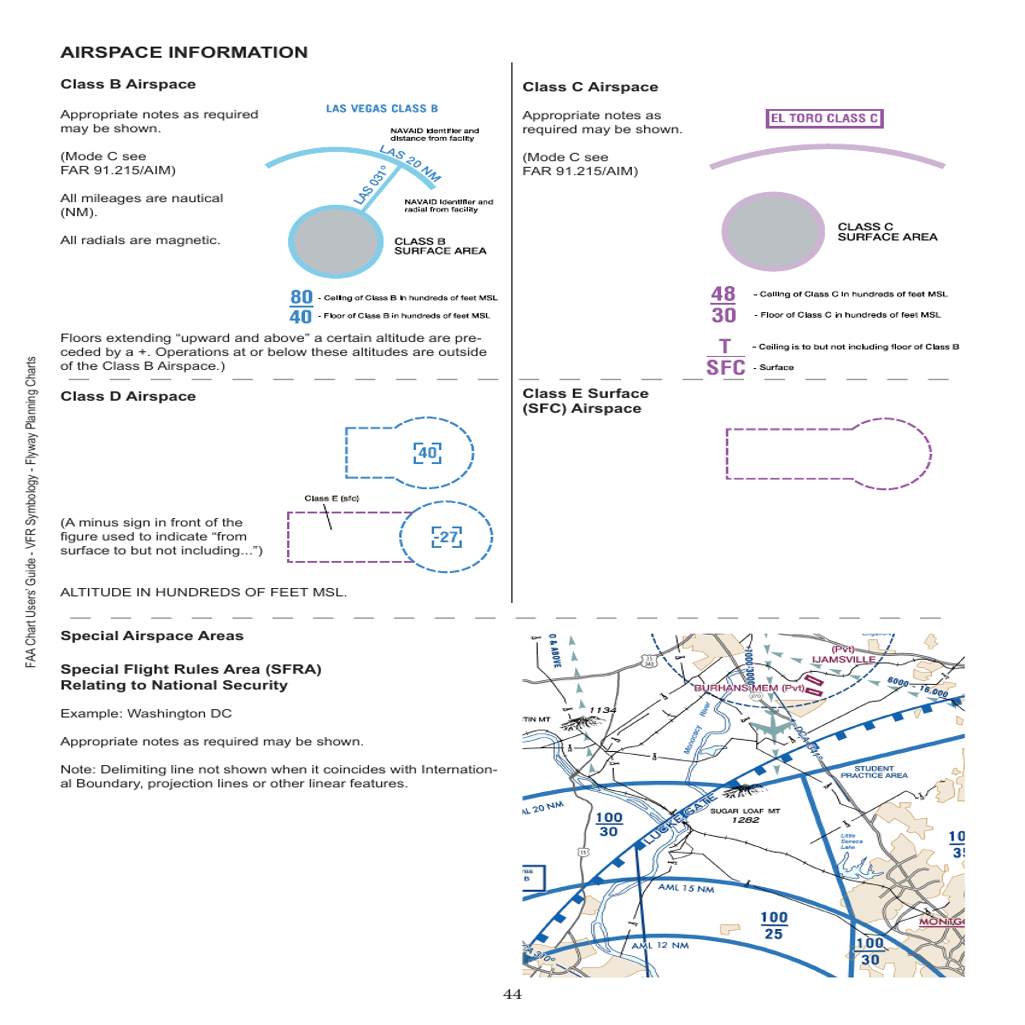 AIRSPACE INFORMATION
Class B Airspace
Appropriate notes as required
may be shown.
(Mode C see
FAR 91.215/AIM)
All mileages are nautical
(NM).
All radials are magnetic.
LAS VEGAS CLASS B
NAVAID Identifier and
distance from facility
LAS 20 NM
LAS 031°
NAVAID Identifier and
radial from facility
CLASS B
SURFACE AREA
80 - Ceiling of Class B in hundreds of feet MSL
40 - Floor of Class B in hundreds of feet MSL
Floors extending “upward and above” a certain altitude are pre-
ceded by a +. Operations at or below these altitudes are outside
of the Class B Airspace.)
Class C Airspace
Appropriate notes as
required may be shown.
(Mode C see
FAR 91.215/AIM)
EL TORO CLASS C
CLASS C
SURFACE AREA
48 - Ceiling of Class C in hundreds of feet MSL
30 - Floor of Class C in hundreds of feet MSL
T - Ceiling is to but not including floor of Class B
SFC - Surface
Class D Airspace
40
Class E (sfc)
-27
(A minus sign in front of the
figure used to indicate “from
surface to but not including...”)
ALTITUDE IN HUNDREDS OF FEET MSL.
Class E Surface
(SFC) Airspace
Special Airspace Areas
Special Flight Rules Area (SFRA)
Relating to National Security
Example: Washington DC
Appropriate notes as required may be shown.
Note: Delimiting line not shown when it coincides with Internation-
al Boundary, projection lines or other linear features.
0 & ABOVE
15
340
7000-3000
270
(Pvt)
IJAMSVILLE
BURHANS MEM (Pvt)
6000 - 16,000
1134
TIN MT
Monocacy River
DCA 341°
STUDENT
PRACTICE AREA
ML 20 NM
100
30
LUCKE GATE
SUGAR LOAF MT
1282
Little
Seneca
Lake
10
35
15
B
AML 15 NM
100
25
MONTGO
AML 12 NM
100
30
FAA Chart Users’ Guide - VFR Symbology - Flyway Planning Charts
44